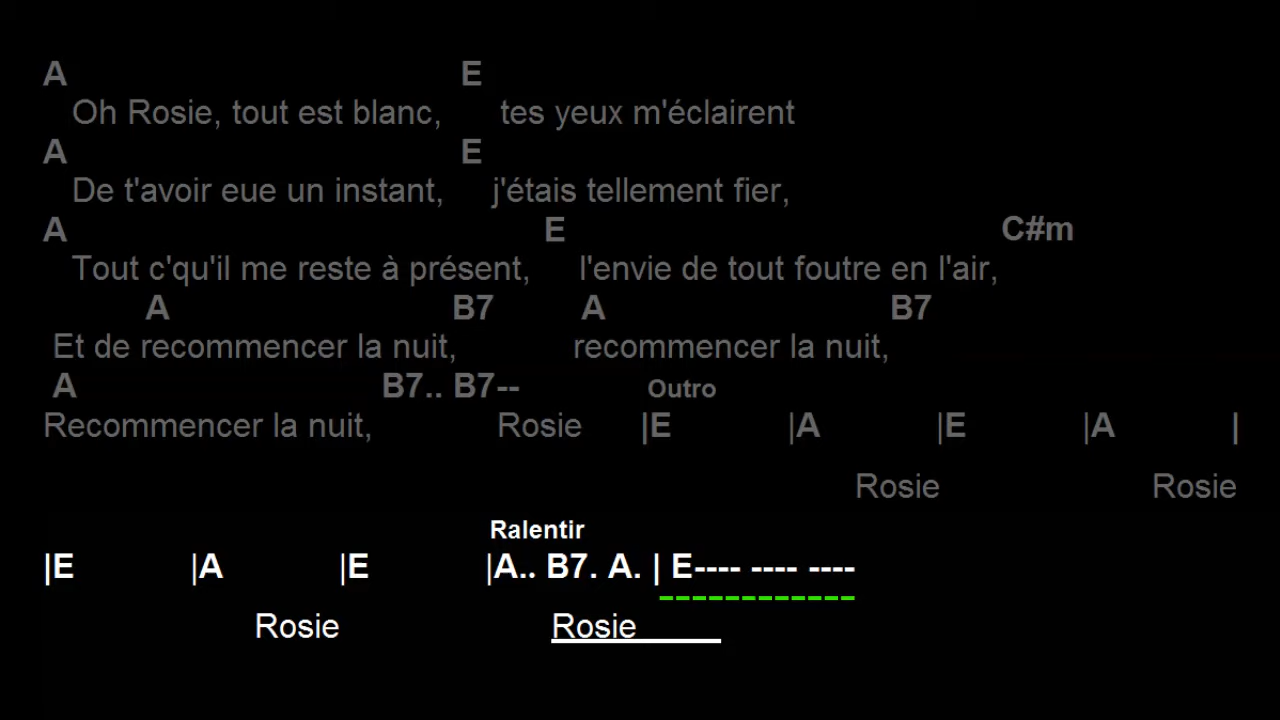 A E
Oh Rosie, tout est blanc, tes yeux m'éclairent
A E
De t'avoir eue un instant, j'étais tellement fier,
A E C#m
Tout c'qu'il me reste à présent, l'envie de tout foutre en l'air,
A B7 A B7
Et de recommencer la nuit, recommencer la nuit,
A B7.. B7-- Outro
Recommencer la nuit, Rosie |E |A |E |A |
Rosie Rosie
Ralentir
|E |A |E |A.. B7. A. | E---- ---- ----
Rosie Rosie